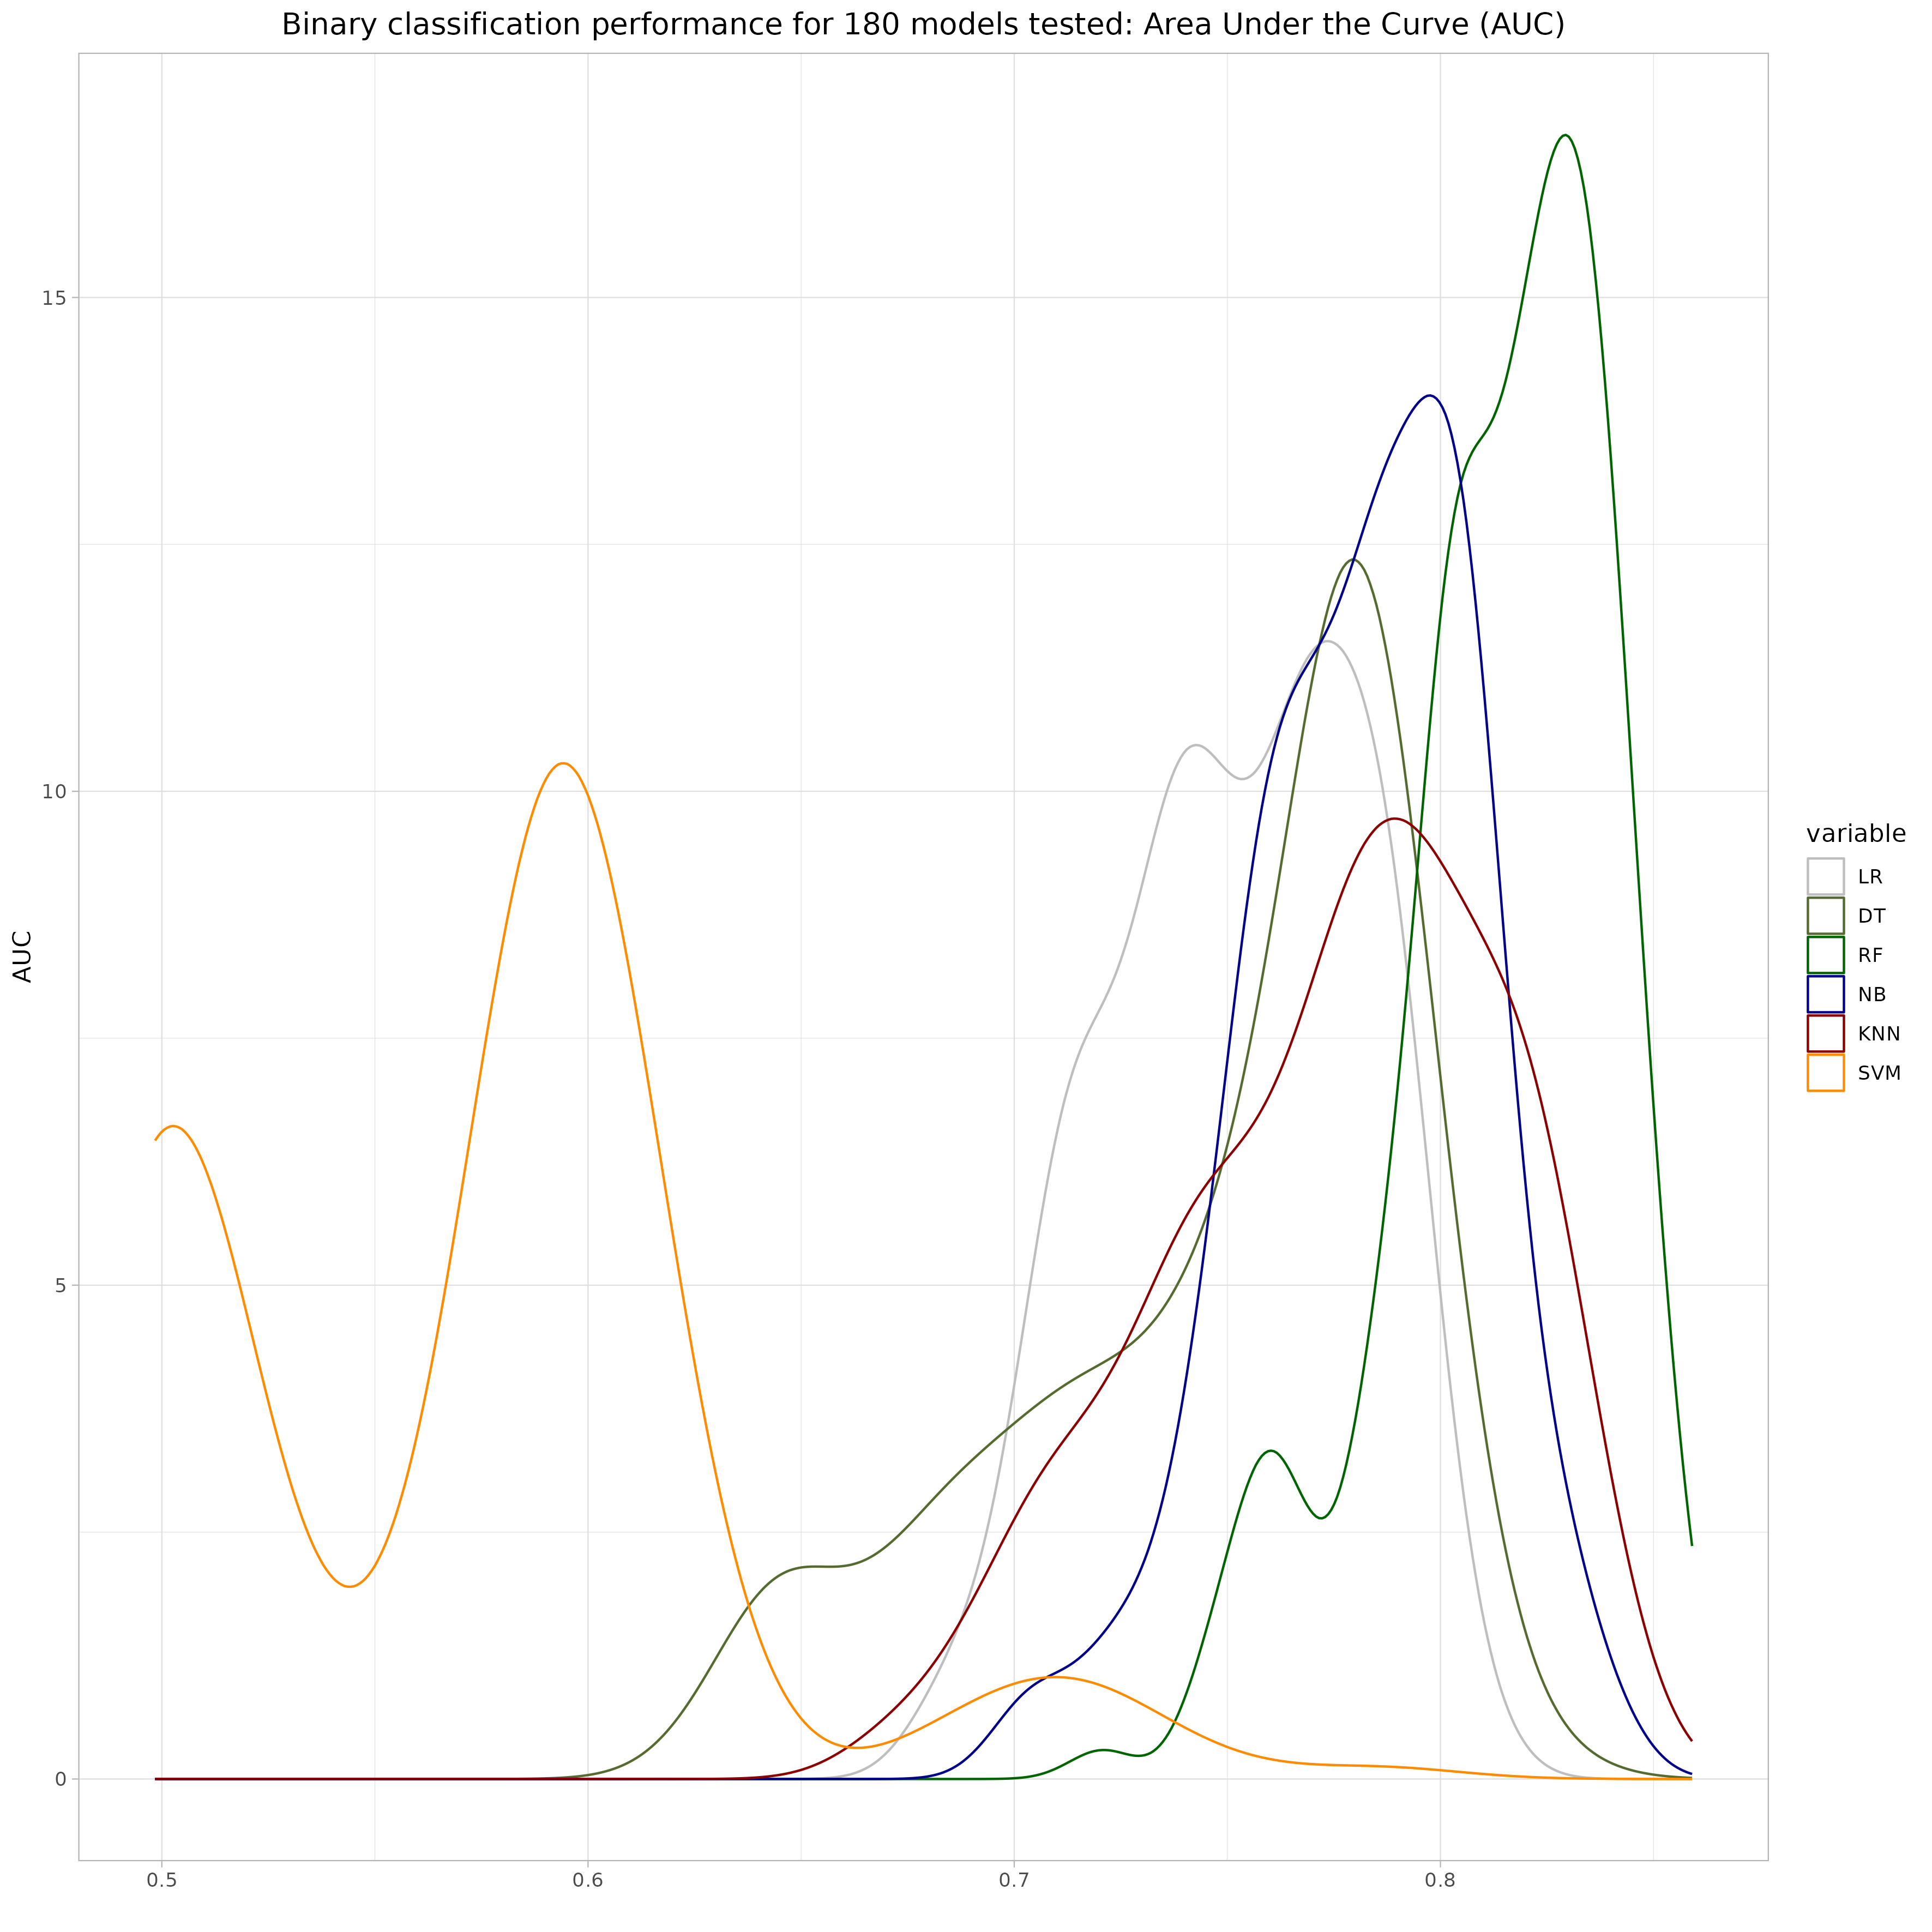 Binary classification performance for 180 models tested: Area Under the Curve (AUC)
15
10
5
0
AUC
0.5 0.6 0.7 0.8
variable
LR
DT
RF
NB
KNN
SVM